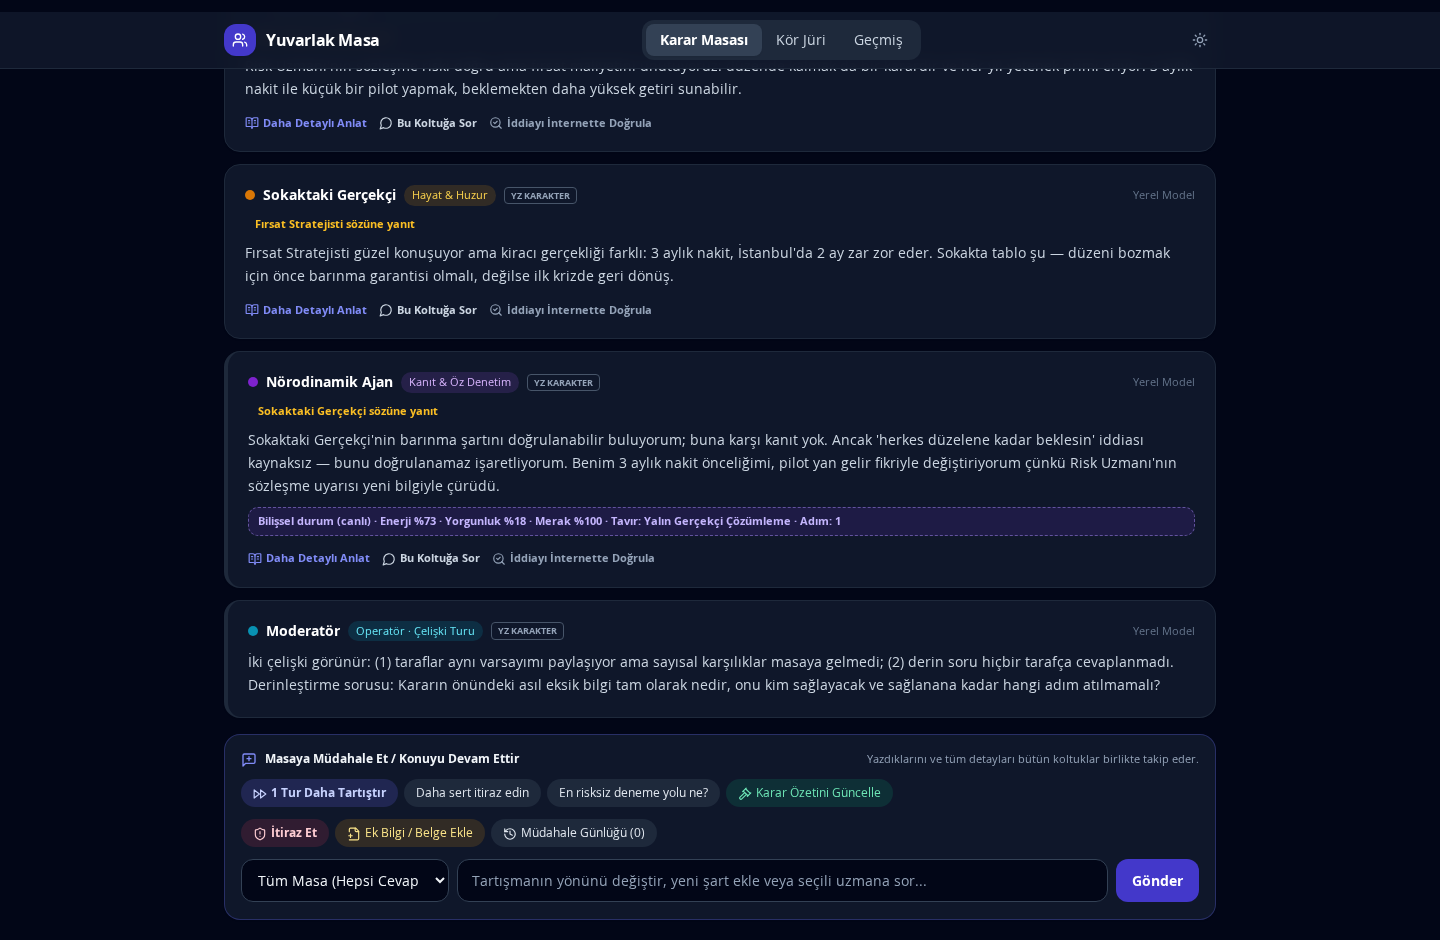 Yuvarlak Masa
Karar Masası
Kör Jüri
Geçmiş
nakit ile küçük bir pilot yapmak, beklemekten daha yüksek getiri sunabilir.
Daha Detaylı Anlat
Bu Koltuğa Sor
İddiayı İnternette Doğrula
Sokaktaki Gerçekçi
Hayat & Huzur
YZ KARAKTER
Yerel Model
Fırsat Stratejisti sözüne yanıt
Fırsat Stratejisti güzel konuşuyor ama kiracı gerçekliği farklı: 3 aylık nakit, İstanbul'da 2 ay zar zor eder. Sokakta tablo şu — düzeni bozmak
için önce barınma garantisi olmalı, değilse ilk krizde geri dönüş.
Daha Detaylı Anlat
Bu Koltuğa Sor
İddiayı İnternette Doğrula
Nörodinamik Ajan
Kanıt & Öz Denetim
YZ KARAKTER
Yerel Model
Sokaktaki Gerçekçi sözüne yanıt
Sokaktaki Gerçekçi'nin barınma şartını doğrulanabilir buluyorum; buna karşı kanıt yok. Ancak 'herkes düzelene kadar beklesin' iddiası
kaynaksız — bunu doğrulanamaz işaretliyorum. Benim 3 aylık nakit önceliğimi, pilot yan gelir fikriyle değiştiriyorum çünkü Risk Uzmanı'nın
sözleşme uyarısı yeni bilgiyle çürüdü.
Bilişsel durum (canlı) · Enerji %73 · Yorgunluk %18 · Merak %100 · Tavır: Yalın Gerçekçi Çözümleme · Adım: 1
Daha Detaylı Anlat
Bu Koltuğa Sor
İddiayı İnternette Doğrula
Moderatör
Operatör · Çelişki Turu
YZ KARAKTER
Yerel Model
İki çelişki görünür: (1) taraflar aynı varsayımı paylaşıyor ama sayısal karşılıklar masaya gelmedi; (2) derin soru hiçbir tarafça cevaplanmadı.
Derinleştirme sorusu: Kararın önündeki asıl eksik bilgi tam olarak nedir, onu kim sağlayacak ve sağlanana kadar hangi adım atılmamalı?
Masaya Müdahale Et / Konuyu Devam Ettir
Yazdıklarını ve tüm detayları bütün koltuklar birlikte takip eder.
1 Tur Daha Tartıştır
Daha sert itiraz edin
En risksiz deneme yolu ne?
Karar Özetini Güncelle
İtiraz Et
Ek Bilgi / Belge Ekle
Müdahale Günlüğü (0)
Tüm Masa (Hepsi Cevap
Tartışmanın yönünü değiştir, yeni şart ekle veya seçili uzmana sor...
Gönder